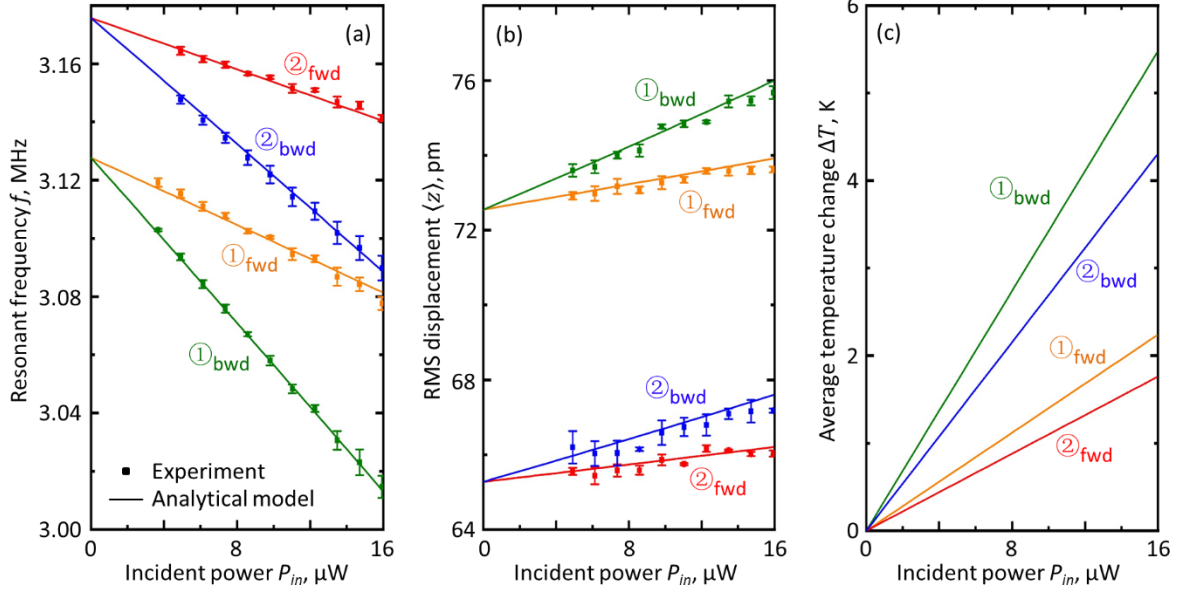 (a)
3.16
3.12
3.08
3.04
3.00
Resonant frequency f, MHz
②fwd
②bwd
①fwd
①bwd
Experiment
Analytical model
0
8
16
Incident power Pin, μW
(b)
76
72
68
64
RMS displacement ⟨z⟩, pm
①bwd
①fwd
②bwd
②fwd
0
8
16
Incident power Pin, μW
(c)
6
4
2
0
Average temperature change ΔT, K
①bwd
②bwd
①fwd
②fwd
0
8
16
Incident power Pin, μW